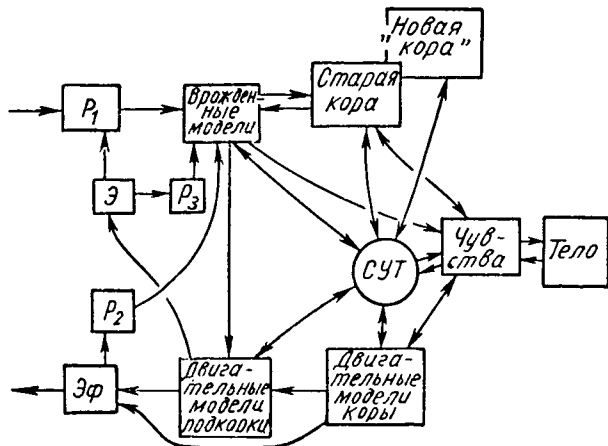 "Новая
кора"
Старая
кора
P₁
Врожден-
ные
модели
Э
P₃
Чув-
ства
Тело
СУТ
P₂
Эф
Двига-
тельные
модели
подкорки
Двига-
тельные
модели
коры